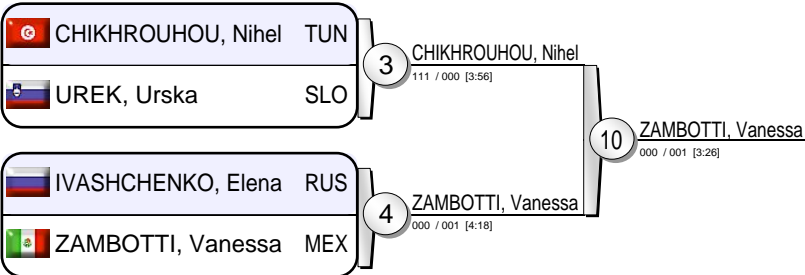 CHIKHROUHOU, Nihel TUN
UREK, Urska SLO
3
CHIKHROUHOU, Nihel
111 / 000 [3:56]
10
ZAMBOTTI, Vanessa
000 / 001 [3:26]
IVASHCHENKO, Elena RUS
ZAMBOTTI, Vanessa MEX
4
ZAMBOTTI, Vanessa
000 / 001 [4:18]